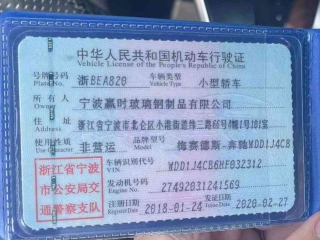 中华人民共和国机动车行驶证
Vehicle License of the People's Republic of China
号牌号码 浙BEA820 车辆类型 小型轿车
Plate No. Vehicle Type
所有人 宁波赢时玻璃钢制品有限公司
Owner
住址 浙江省宁波市北仑区小港街道纬三路66号4幢1号101室
Address
使用性质 非营运 品牌型号 梅赛德斯-奔驰WDD1J4CB
Use Character Model
浙江省宁波
市公安局交
通警察支队
车辆识别代号 WDD1J4CB6HF032312
VIN
发动机号码 27492031241569
Engine No.
注册日期 2018-01-24 发证日期 2020-02-27
Register Date Issue Date